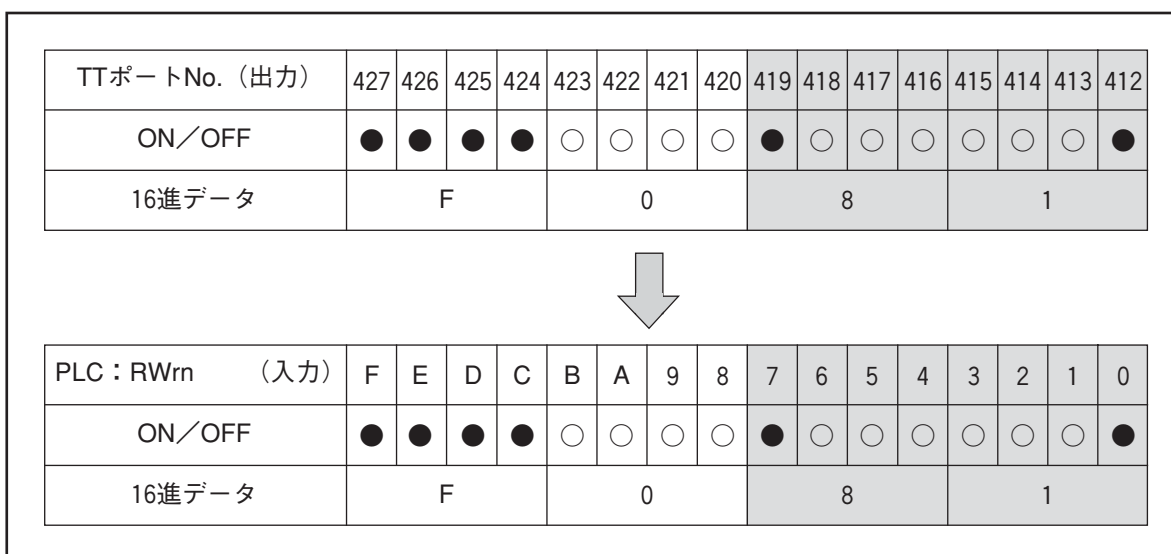 TTポートNo.（出力） 427 426 425 424 423 422 421 420 419 418 417 416 415 414 413 412
ON／OFF ● ● ● ● ○ ○ ○ ○ ● ○ ○ ○ ○ ○ ○ ●
16進データ F 0 8 1
PLC：RWrn （入力） F E D C B A 9 8 7 6 5 4 3 2 1 0
ON／OFF ● ● ● ● ○ ○ ○ ○ ● ○ ○ ○ ○ ○ ○ ●
16進データ F 0 8 1